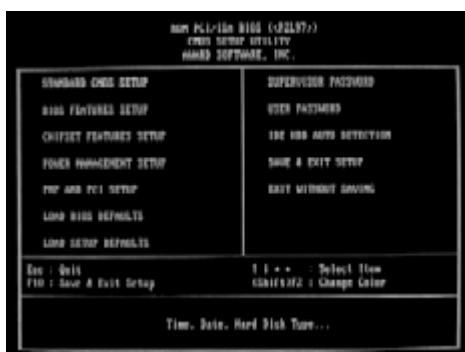 ROM PCI/ISA BIOS (<P2L97>)
CMOS SETUP UTILITY
AWARD SOFTWARE, INC.
STANDARD CMOS SETUP
BIOS FEATURES SETUP
CHIPSET FEATURES SETUP
POWER MANAGEMENT SETUP
PNP AND PCI SETUP
LOAD BIOS DEFAULTS
LOAD SETUP DEFAULTS
SUPERVISOR PASSWORD
USER PASSWORD
IDE HDD AUTO DETECTION
SAVE & EXIT SETUP
EXIT WITHOUT SAVING
Esc : Quit
F10 : Save & Exit Setup
↑ ↓ → ← : Select Item
(Shift)F2 : Change Color
Time, Date, Hard Disk Type...